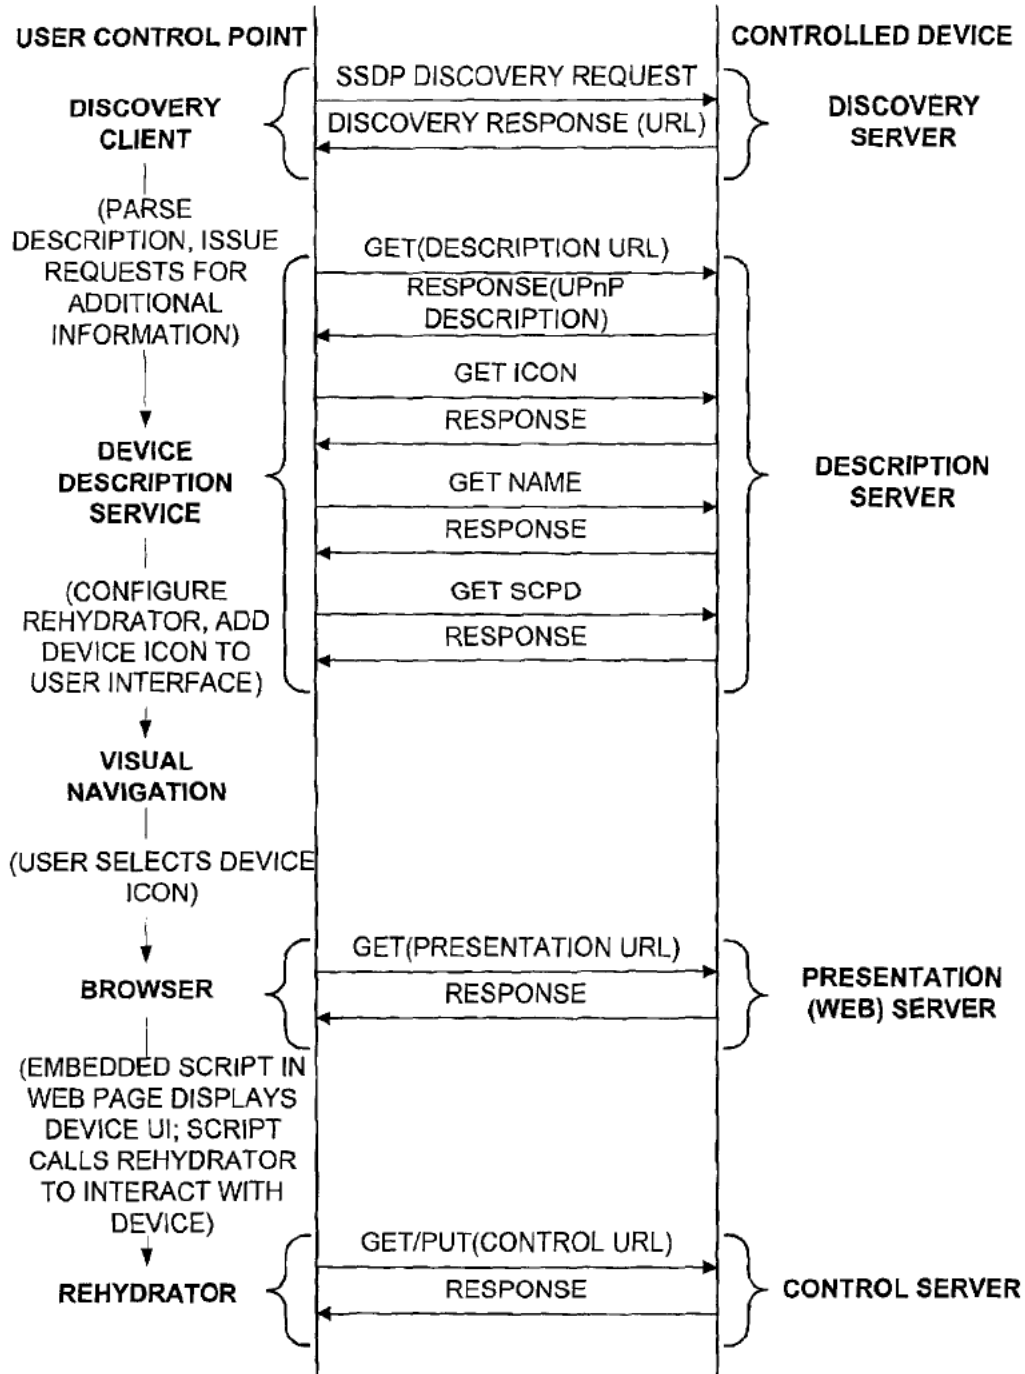 USER CONTROL POINT
CONTROLLED DEVICE
SSDP DISCOVERY REQUEST
DISCOVERY RESPONSE (URL)
DISCOVERY
CLIENT
DISCOVERY
SERVER
(PARSE
DESCRIPTION, ISSUE
REQUESTS FOR
ADDITIONAL
INFORMATION)
GET(DESCRIPTION URL)
RESPONSE(UPnP
DESCRIPTION)
GET ICON
RESPONSE
GET NAME
RESPONSE
GET SCPD
RESPONSE
DEVICE
DESCRIPTION
SERVICE
DESCRIPTION
SERVER
(CONFIGURE
REHYDRATOR, ADD
DEVICE ICON TO
USER INTERFACE)
VISUAL
NAVIGATION
(USER SELECTS DEVICE
ICON)
BROWSER
GET(PRESENTATION URL)
RESPONSE
PRESENTATION
(WEB) SERVER
(EMBEDDED SCRIPT IN
WEB PAGE DISPLAYS
DEVICE UI; SCRIPT
CALLS REHYDRATOR
TO INTERACT WITH
DEVICE)
REHYDRATOR
GET/PUT(CONTROL URL)
RESPONSE
CONTROL SERVER